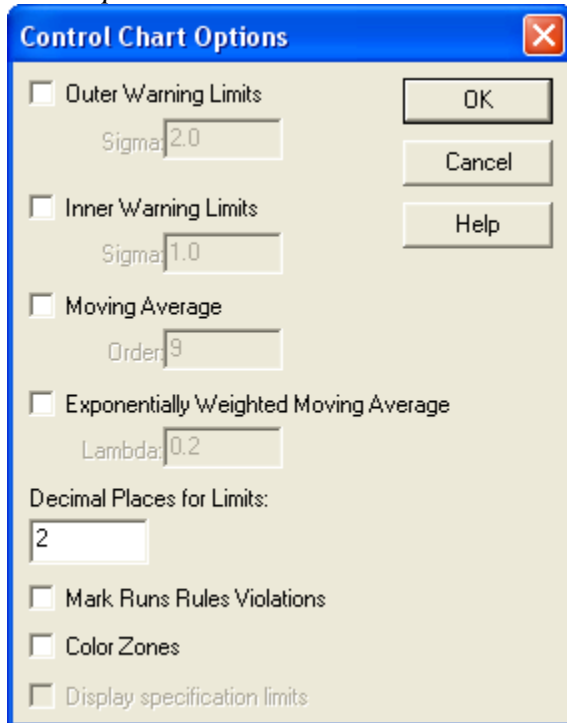 Control Chart Options
Outer Warning Limits
OK
Sigma: 2.0
Cancel
Inner Warning Limits
Help
Sigma: 1.0
Moving Average
Order: 9
Exponentially Weighted Moving Average
Lambda: 0.2
Decimal Places for Limits:
2
Mark Runs Rules Violations
Color Zones
Display specification limits